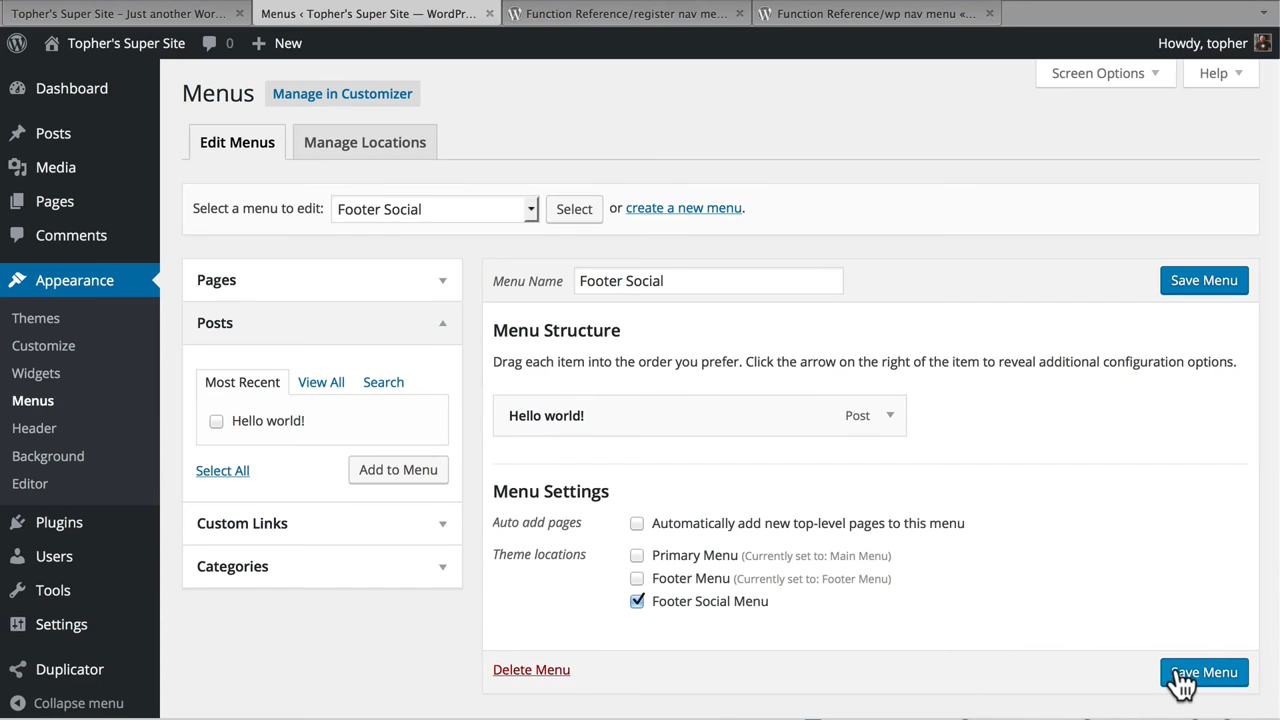 Topher's Super Site – Just another Wor...
Menus ‹ Topher's Super Site — WordPr...
Function Reference/register nav me...
Function Reference/wp nav menu «...
Topher's Super Site
0
New
Howdy, topher
Dashboard
Posts
Media
Pages
Comments
Appearance
Themes
Customize
Widgets
Menus
Header
Background
Editor
Plugins
Users
Tools
Settings
Duplicator
Collapse menu
Screen Options
Help
Menus
Manage in Customizer
Edit Menus
Manage Locations
Select a menu to edit: Footer Social Select or create a new menu.
Pages
Posts
Most Recent View All Search
Hello world!
Select All Add to Menu
Custom Links
Categories
Menu Name Footer Social Save Menu
Menu Structure
Drag each item into the order you prefer. Click the arrow on the right of the item to reveal additional configuration options.
Hello world! Post
Menu Settings
Auto add pages Automatically add new top-level pages to this menu
Theme locations Primary Menu (Currently set to: Main Menu)
Footer Menu (Currently set to: Footer Menu)
Footer Social Menu
Delete Menu Save Menu